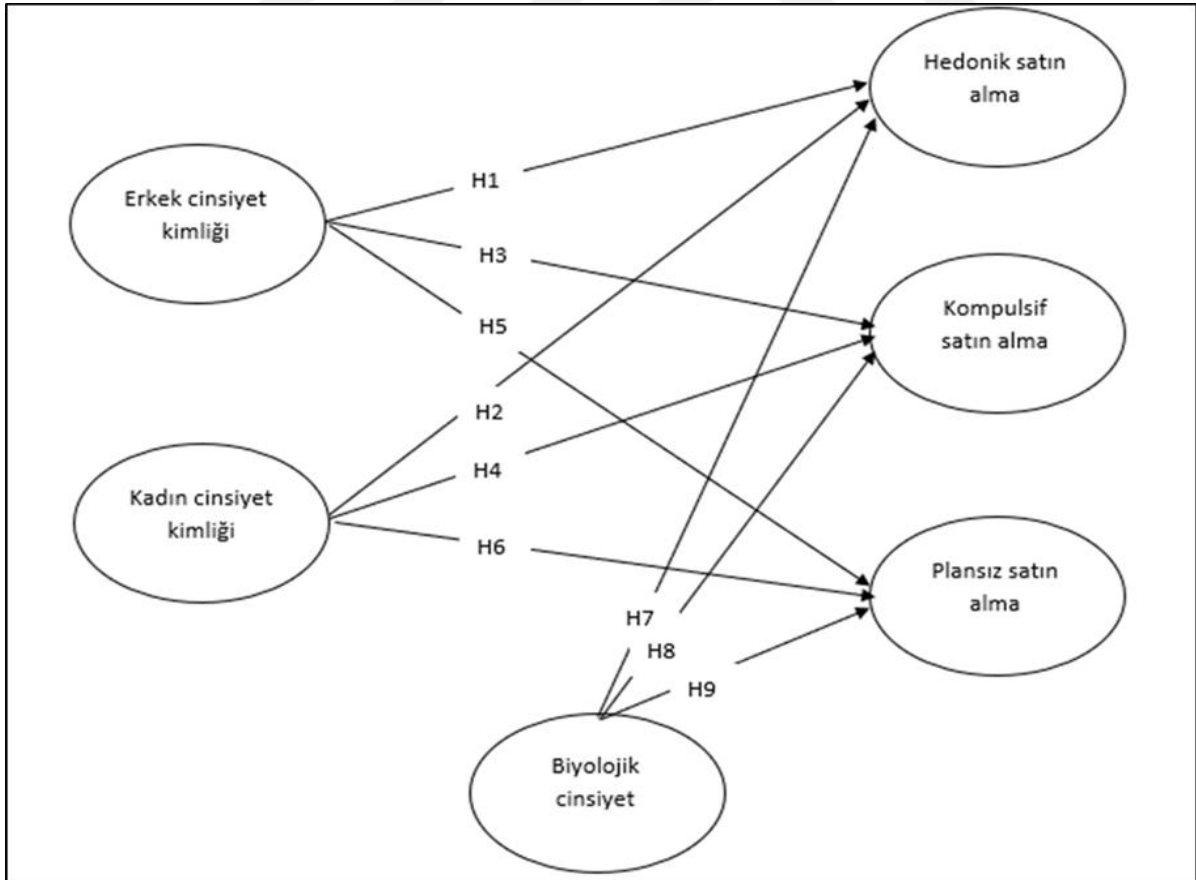 Hedonik satın
alma
Erkek cinsiyet
kimliği
H1
H3
H5
Kompulsif
satın alma
H2
H4
H6
Kadın cinsiyet
kimliği
Plansız satın
alma
H7
H8
H9
Biyolojik
cinsiyet